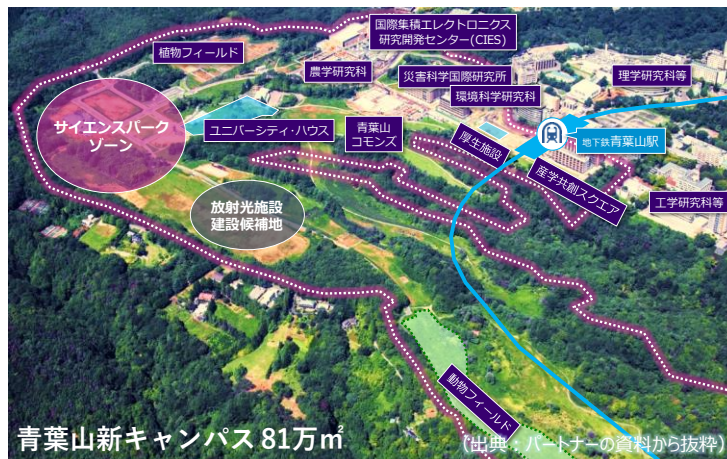 国際集積エレクトロニクス
研究開発センター(CIES)
植物フィールド
農学研究科
災害科学国際研究所
理学研究科等
環境科学研究科
サイエンスパーク
ゾーン
ユニバーシティ・ハウス
青葉山
コモンズ
厚生施設
地下鉄青葉山駅
産学共創スクエア
工学研究科等
放射光施設
建設候補地
動物フィールド
青葉山新キャンパス 81万㎡
（出典：パートナーの資料から抜粋）